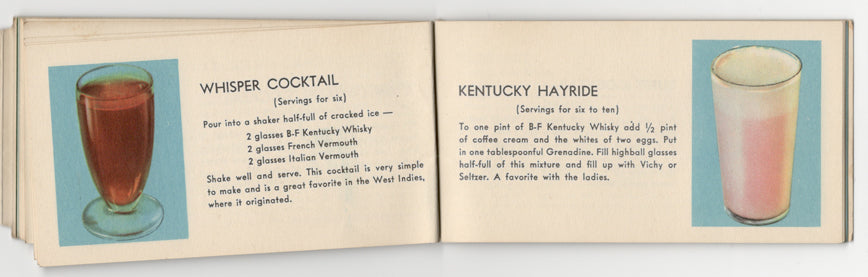 WHISPER COCKTAIL
(Servings for six)
Pour into a shaker half-full of cracked ice —
2 glasses B-F Kentucky Whisky
2 glasses French Vermouth
2 glasses Italian Vermouth
Shake well and serve. This cocktail is very simple
to make and is a great favorite in the West Indies,
where it originated.
KENTUCKY HAYRIDE
(Servings for six to ten)
To one pint of B-F Kentucky Whisky add ½ pint
of coffee cream and the whites of two eggs. Put
in one tablespoonful Grenadine. Fill highball glasses
half-full of this mixture and fill up with Vichy or
Seltzer. A favorite with the ladies.